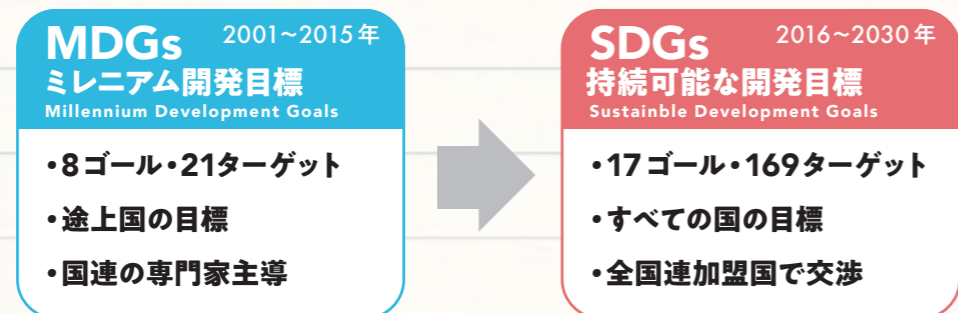 MDGs 2001~2015年
ミレニアム開発目標
Millennium Development Goals
・8ゴール・21ターゲット
・途上国の目標
・国連の専門家主導
SDGs 2016~2030年
持続可能な開発目標
Sustainble Development Goals
・17ゴール・169ターゲット
・すべての国の目標
・全国連加盟国で交渉